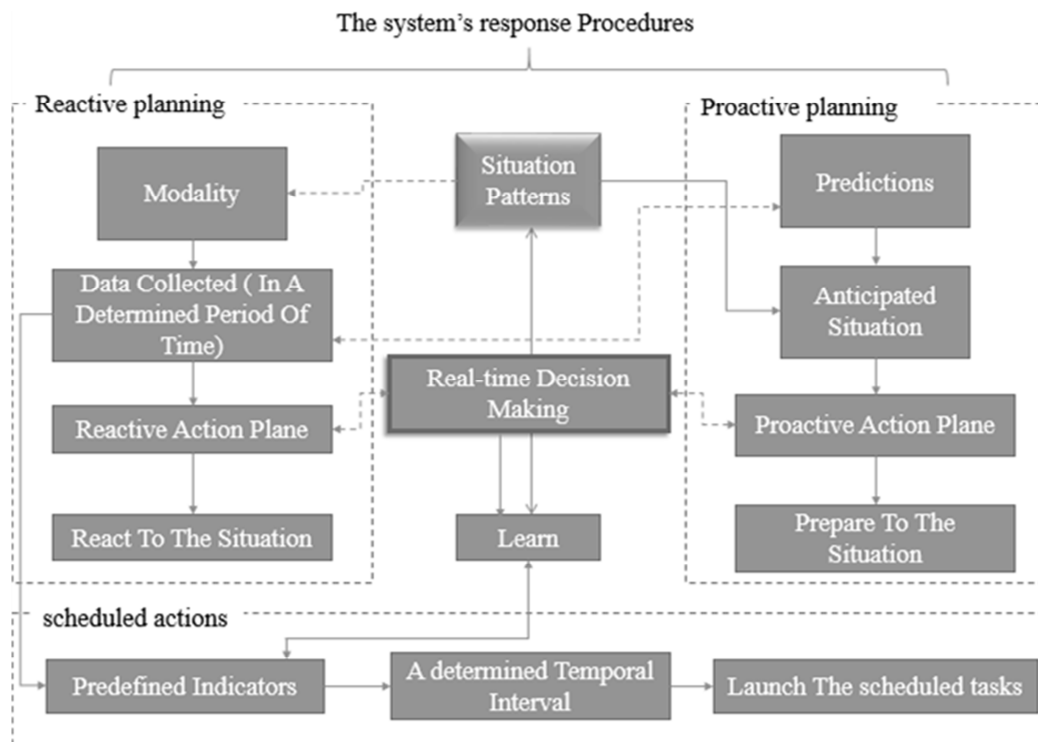 The system’s response Procedures
Reactive planning
Proactive planning
Modality
Situation
Patterns
Predictions
Data Collected ( In A
Determined Period Of
Time)
Anticipated
Situation
Real-time Decision
Making
Reactive Action Plane
Proactive Action Plane
React To The Situation
Learn
Prepare To The
Situation
scheduled actions
Predefined Indicators
A determined Temporal
Interval
Launch The scheduled tasks